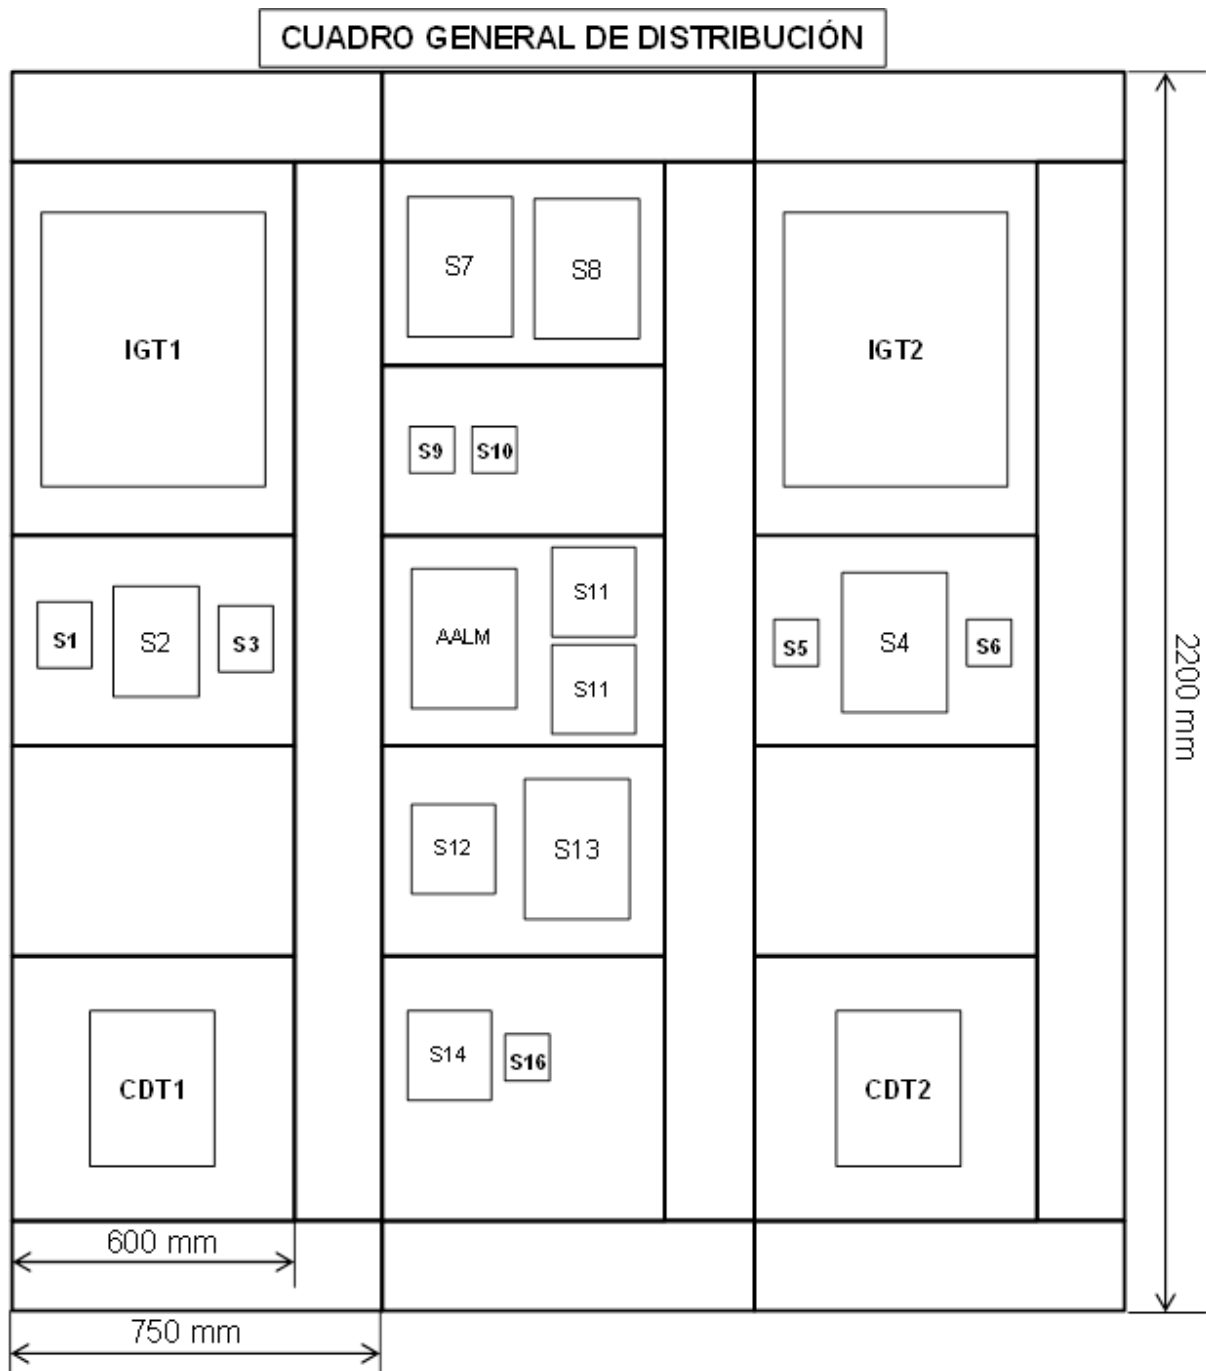 CUADRO GENERAL DE DISTRIBUCIÓN
IGT1
S7
S8
IGT2
S9
S10
S1
S2
S3
AALM
S11
S11
S5
S4
S6
2200 mm
S12
S13
CDT1
S14
S16
CDT2
600 mm
750 mm